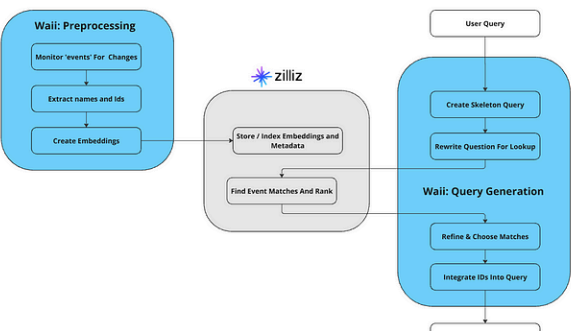 Waii: Preprocessing
Monitor 'events' For Changes
Extract names and Ids
Create Embeddings
zilliz
Store / Index Embeddings and
Metadata
Find Event Matches And Rank
User Query
Create Skeleton Query
Rewrite Question For Lookup
Waii: Query Generation
Refine & Choose Matches
Integrate IDs Into Query